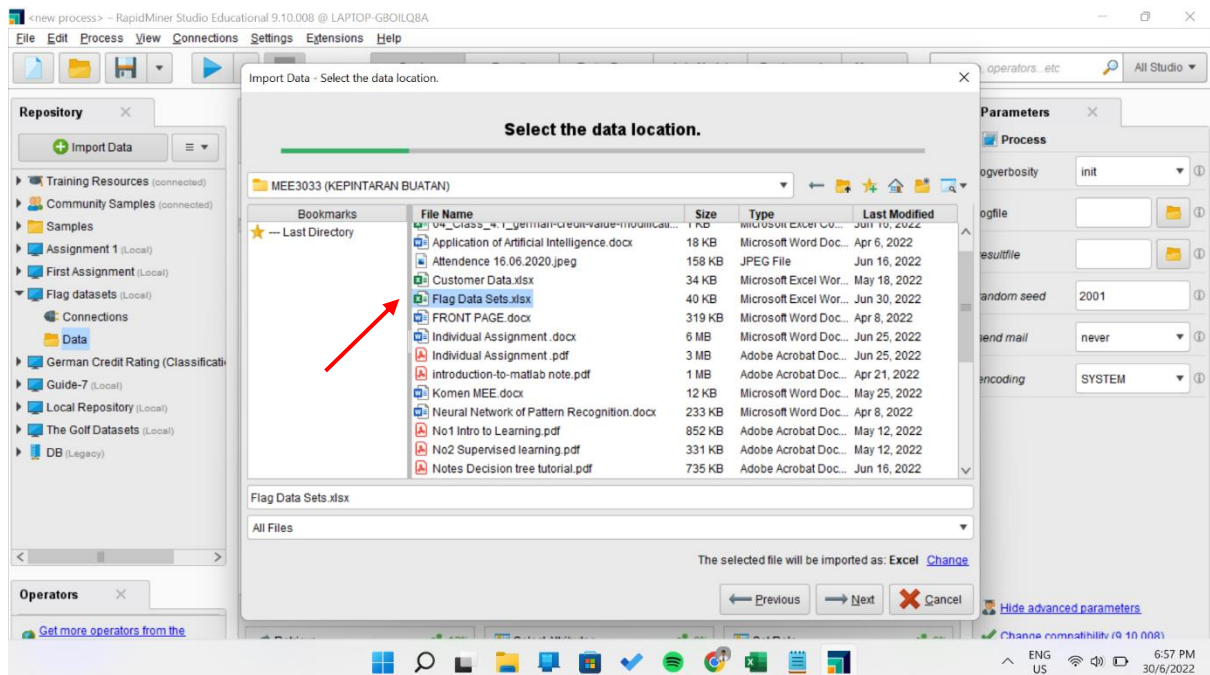 <new process> – RapidMiner Studio Educational 9.10.008 @ LAPTOP-GBOILQ8A
File Edit Process View Connections Settings Extensions Help
operators...etc
All Studio
Repository
Import Data
Training Resources (connected)
Community Samples (connected)
Samples
Assignment 1 (Local)
First Assignment (Local)
Flag datasets (Local)
Connections
Data
German Credit Rating (Classificati
Guide-7 (Local)
Local Repository (Local)
The Golf Datasets (Local)
DB (Legacy)
Operators
Get more operators from the
Import Data - Select the data location.
Select the data location.
MEE3033 (KEPINTARAN BUATAN)
Bookmarks
--- Last Directory
File Name Size Type Last Modified
Application of Artificial Intelligence.docx 18 KB Microsoft Word Doc... Apr 6, 2022
Attendence 16.06.2020.jpeg 158 KB JPEG File Jun 16, 2022
Customer Data.xlsx 34 KB Microsoft Excel Wor... May 18, 2022
Flag Data Sets.xlsx 40 KB Microsoft Excel Wor... Jun 30, 2022
FRONT PAGE.docx 319 KB Microsoft Word Doc... Apr 8, 2022
Individual Assignment .docx 6 MB Microsoft Word Doc... Jun 25, 2022
Individual Assignment .pdf 3 MB Adobe Acrobat Doc... Jun 25, 2022
introduction-to-matlab note.pdf 1 MB Adobe Acrobat Doc... Apr 21, 2022
Komen MEE.docx 12 KB Microsoft Word Doc... May 25, 2022
Neural Network of Pattern Recognition.docx 233 KB Microsoft Word Doc... Apr 8, 2022
No1 Intro to Learning.pdf 852 KB Adobe Acrobat Doc... May 12, 2022
No2 Supervised learning.pdf 331 KB Adobe Acrobat Doc... May 12, 2022
Notes Decision tree tutorial.pdf 735 KB Adobe Acrobat Doc... Jun 16, 2022
Flag Data Sets.xlsx
All Files
The selected file will be imported as: Excel Change
Previous Next Cancel
Parameters
Process
ogverbosity init
ogfile
esultfile
andom seed 2001
end mail never
encoding SYSTEM
Hide advanced parameters
Change compatibility (9.10.008)
ENG
US
6:57 PM
30/6/2022